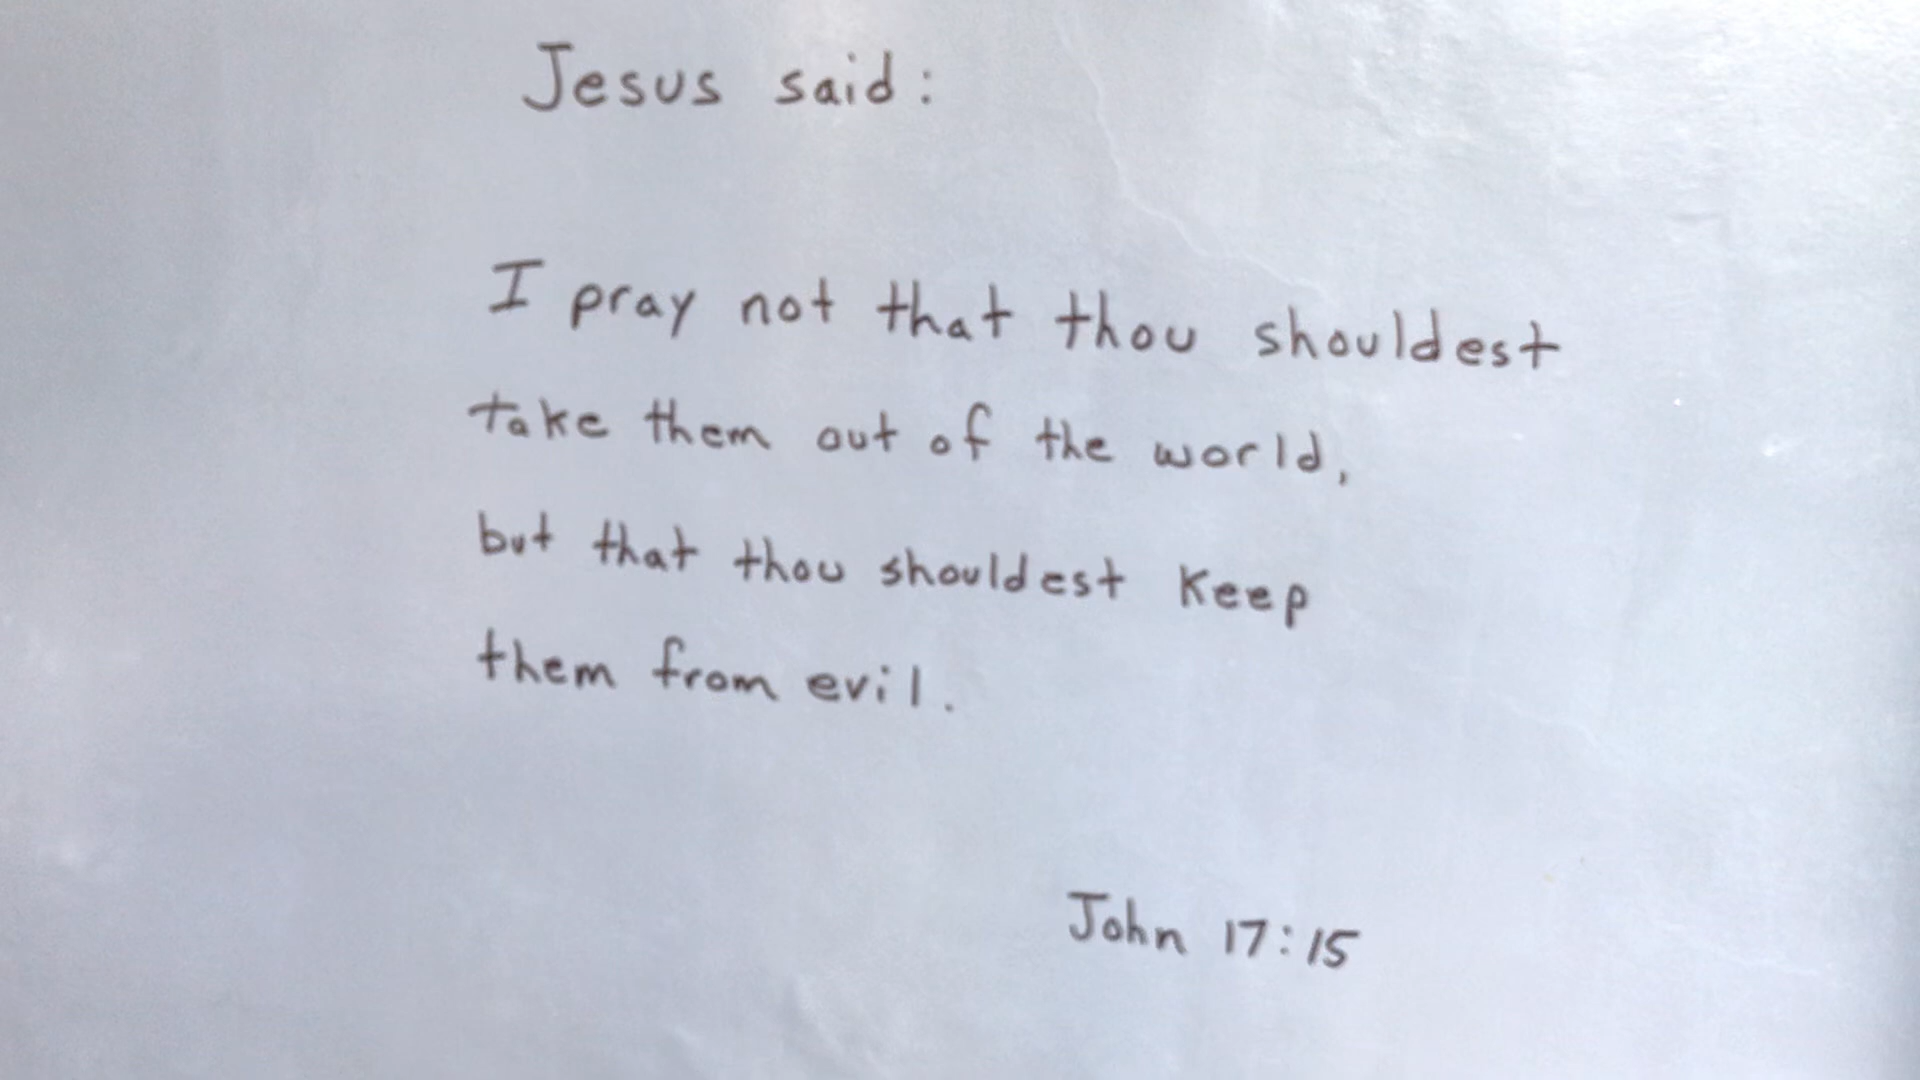 Jesus said:
I pray not that thou shouldest
take them out of the world,
but that thou shouldest keep
them from evil.
John 17:15